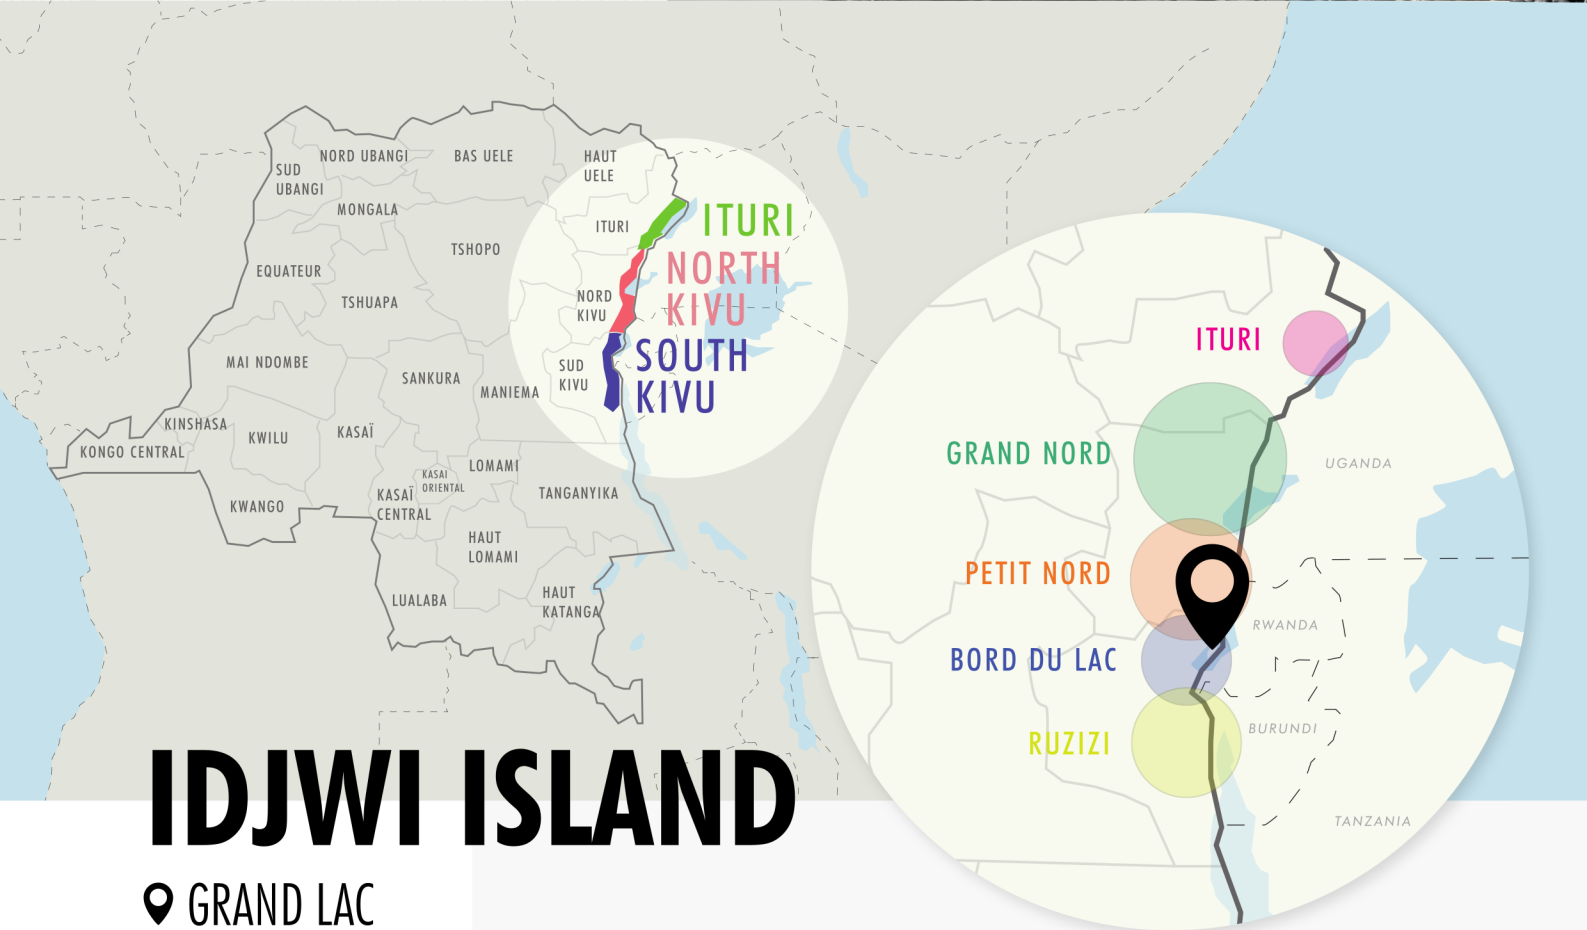 NORD UBANGI
BAS UELE
HAUT
UELE
SUD
UBANGI
MONGALA
ITURI
ITURI
TSHOPO
EQUATEUR
TSHUAPA
NORD
KIVU
NORTH
KIVU
MAI NDOMBE
SANKURA
MANIEMA
SUD
KIVU
SOUTH
KIVU
KINSHASA
KONGO CENTRAL
KWILU
KASAÏ
LOMAMI
KASAI
ORIENTAL
KASAÏ
CENTRAL
TANGANYIKA
KWANGO
HAUT
LOMAMI
LUALABA
HAUT
KATANGA
ITURI
GRAND NORD
UGANDA
PETIT NORD
RWANDA
BORD DU LAC
BURUNDI
RUZIZI
TANZANIA
IDJWI ISLAND
GRAND LAC